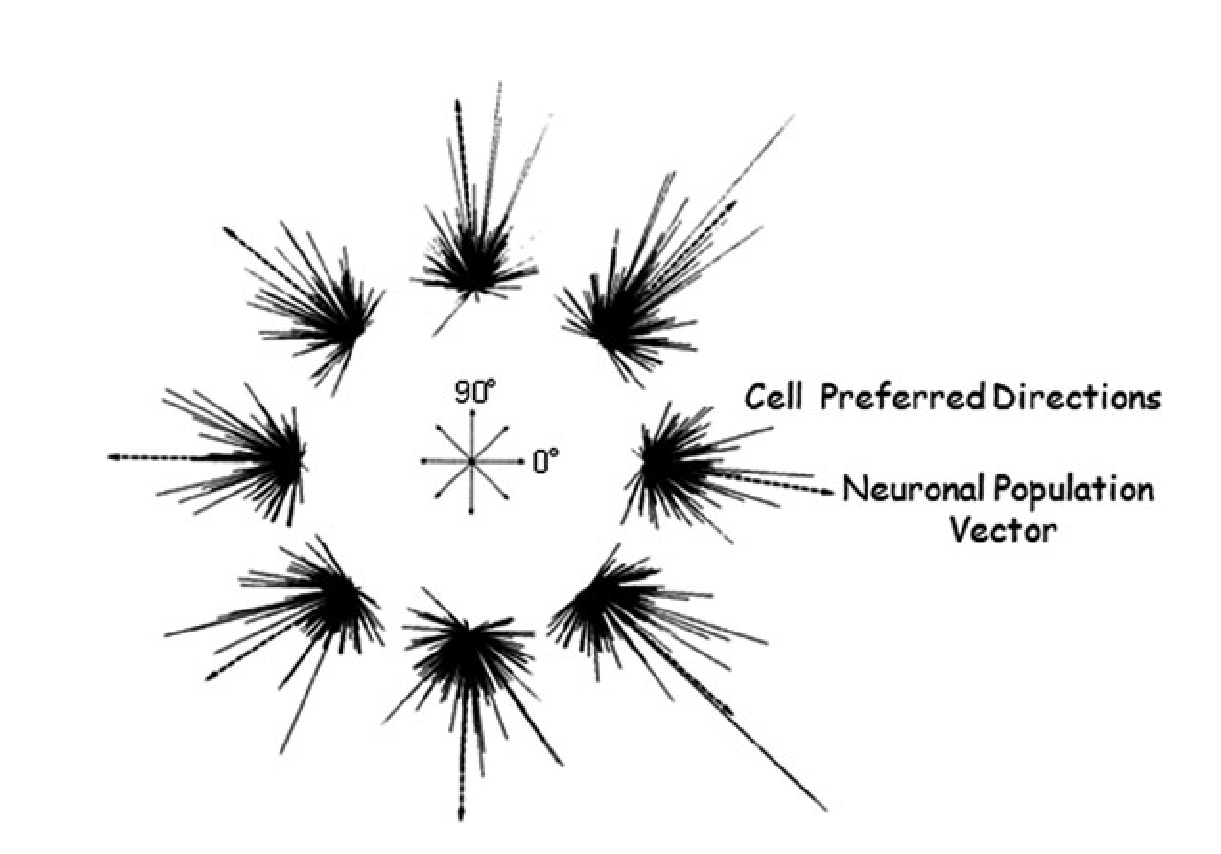 90°
0°
Cell Preferred Directions
Neuronal Population
Vector